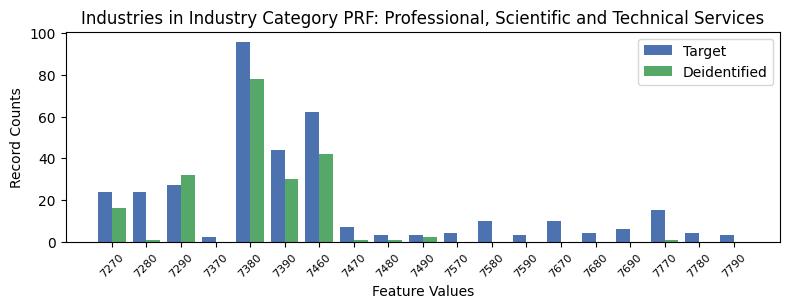 Industries in Industry Category PRF: Professional, Scientific and Technical Services
Target
Deidentified
Record Counts
100
80
60
40
20
0
7270 7280 7290 7370 7380 7390 7460 7470 7480 7490 7570 7580 7590 7670 7680 7690 7770 7780 7790
Feature Values